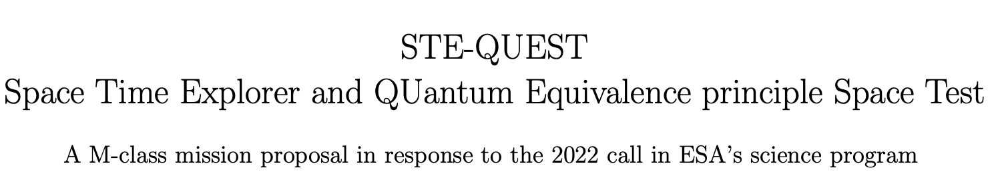 STE-QUEST
Space Time Explorer and QUantum Equivalence principle Space Test
A M-class mission proposal in response to the 2022 call in ESA’s science program